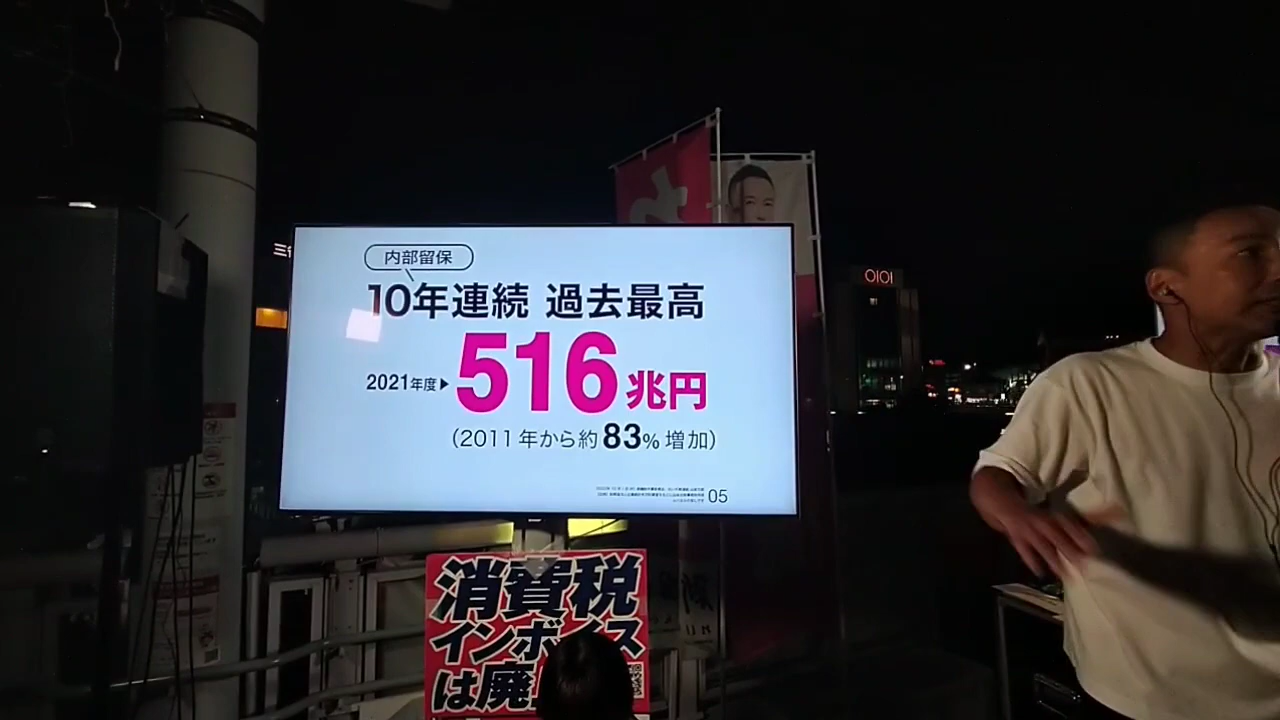 内部留保
10年連続 過去最高
2021年度▶516兆円
（2011年から約83%増加）
05
OIOI
消費税
インボイス
は廃